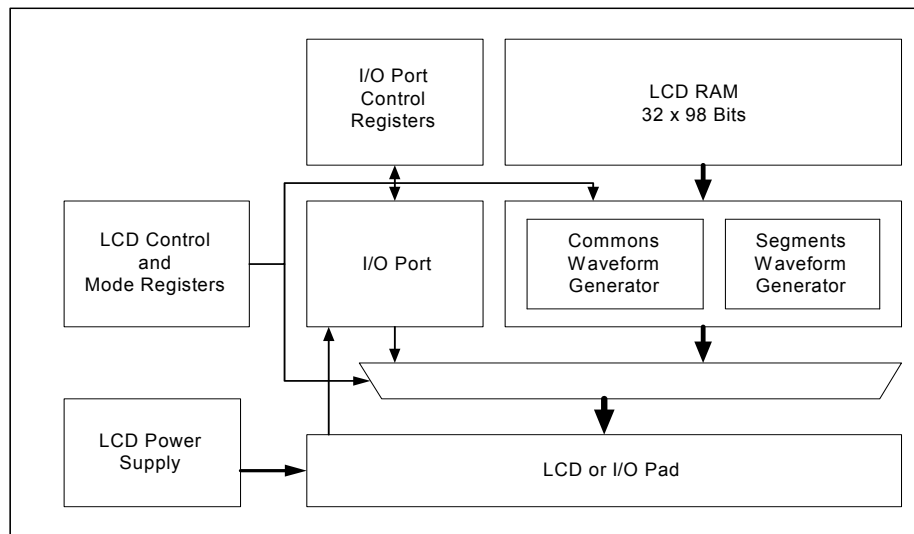 I/O Port
Control
Registers
LCD RAM
32 x 98 Bits
LCD Control
and
Mode Registers
I/O Port
Commons
Waveform
Generator
Segments
Waveform
Generator
LCD Power
Supply
LCD or I/O Pad